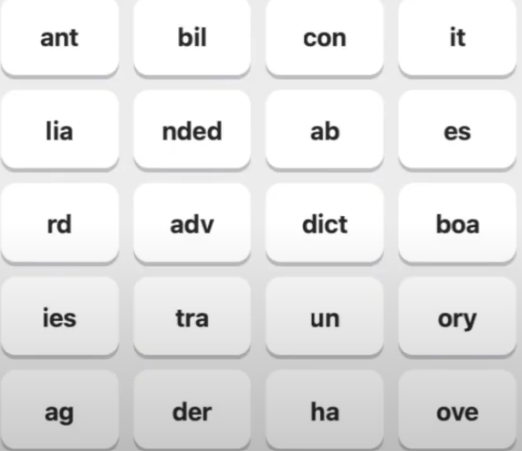 ant bil con it
lia nded ab es
rd adv dict boa
ies tra un ory
ag der ha ove